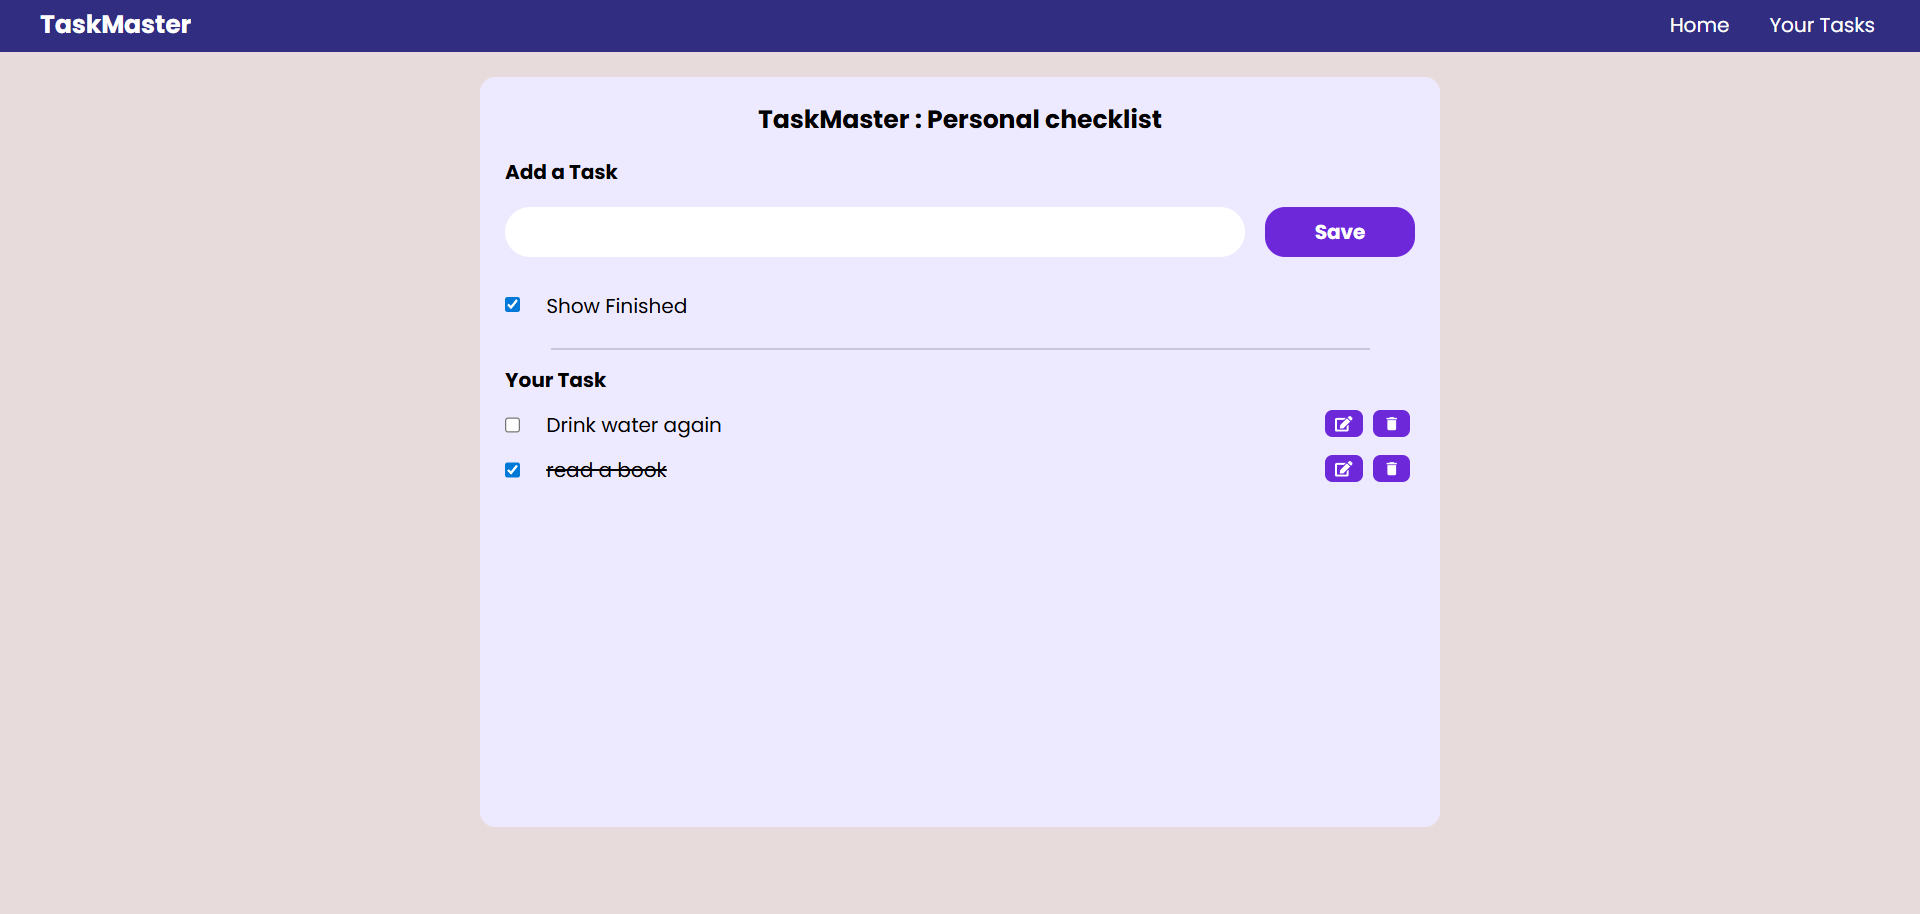 TaskMaster
Home Your Tasks
TaskMaster : Personal checklist
Add a Task
Save
Show Finished
Your Task
Drink water again
read a book